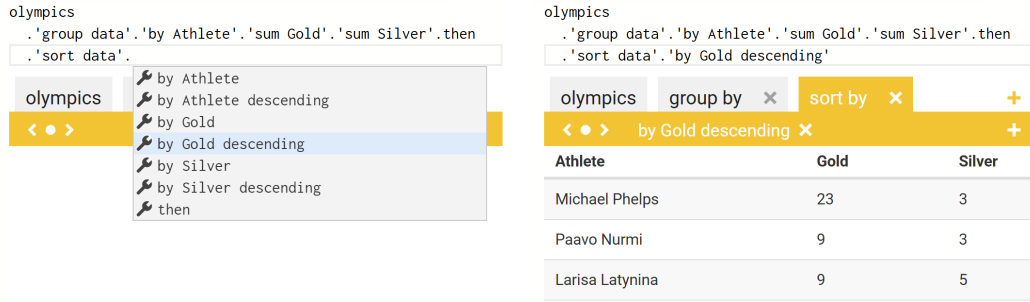 olympics
.'group data'.'by Athlete'.'sum Gold'.'sum Silver'.then
.'sort data'.
by Athlete
by Athlete descending
by Gold
by Gold descending
by Silver
by Silver descending
then
olympics
olympics
.'group data'.'by Athlete'.'sum Gold'.'sum Silver'.then
.'sort data'.'by Gold descending'
olympics group by × sort by × +
< > by Gold descending × +
Athlete Gold Silver
Michael Phelps 23 3
Paavo Nurmi 9 3
Larisa Latynina 9 5